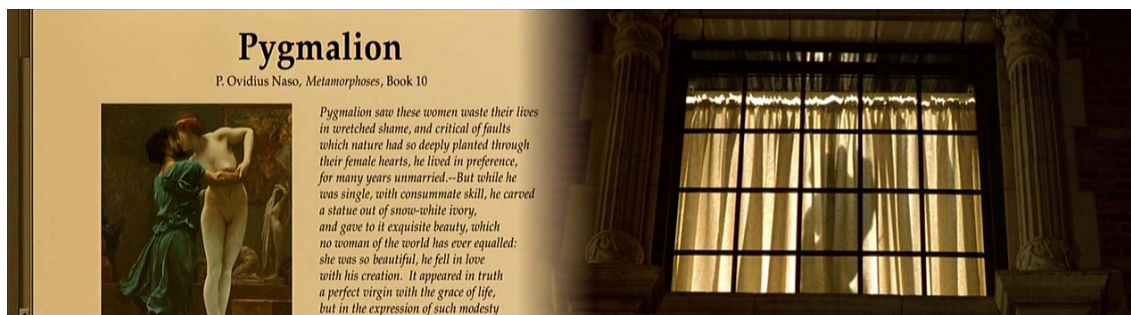 Pygmalion
P. Ovidius Naso, Metamorphoses, Book 10
Pygmalion saw these women waste their lives
in wretched shame, and critical of faults
which nature had so deeply planted through
their female hearts, he lived in preference,
for many years unmarried.--But while he
was single, with consummate skill, he carved
a statue out of snow-white ivory,
and gave to it exquisite beauty, which
no woman of the world has ever equalled:
she was so beautiful, he fell in love
with his creation. It appeared in truth
a perfect virgin with the grace of life,
but in the expression of such modesty